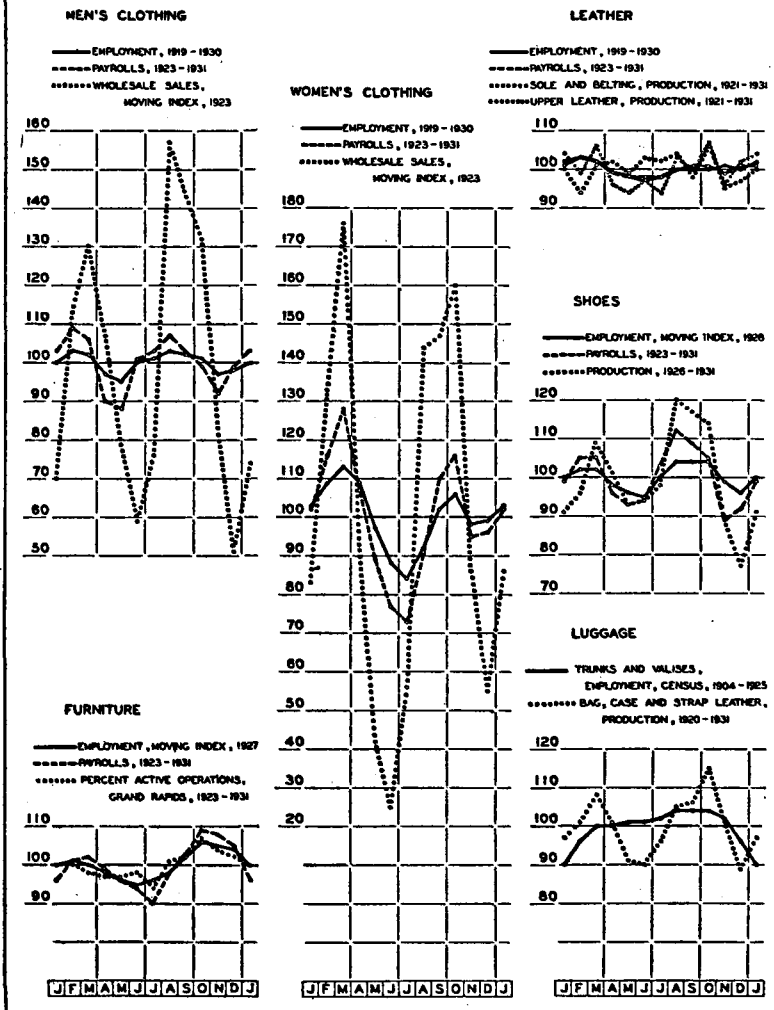 MEN'S CLOTHING
EMPLOYMENT, 1919-1930
PAYROLLS, 1923-1931
WHOLESALE SALES,
MOVING INDEX, 1923
160
150
140
130
120
110
100
90
80
70
60
50
FURNITURE
EMPLOYMENT, MOVING INDEX, 1927
PAYROLLS, 1923-1931
PERCENT ACTIVE OPERATIONS,
GRAND RAPIDS, 1923-1931
110
100
90
J F M A M J J A S O N D J
WOMEN'S CLOTHING
EMPLOYMENT, 1919-1930
PAYROLLS, 1923-1931
WHOLESALE SALES,
MOVING INDEX, 1923
180
170
160
150
140
130
120
110
100
90
80
70
60
50
40
30
20
J F M A M J J A S O N D J
LEATHER
EMPLOYMENT, 1919-1930
PAYROLLS, 1923-1931
SOLE AND BELTING, PRODUCTION, 1921-1931
UPPER LEATHER, PRODUCTION, 1921-1931
110
100
90
SHOES
EMPLOYMENT, MOVING INDEX, 1926
PAYROLLS, 1923-1931
PRODUCTION, 1926-1931
120
110
100
90
80
70
LUGGAGE
TRUNKS AND VALISES,
EMPLOYMENT, CENSUS, 1904-1925
BAG, CASE AND STRAP LEATHER,
PRODUCTION, 1920-1931
120
110
100
90
80
J F M A M J J A S O N D J